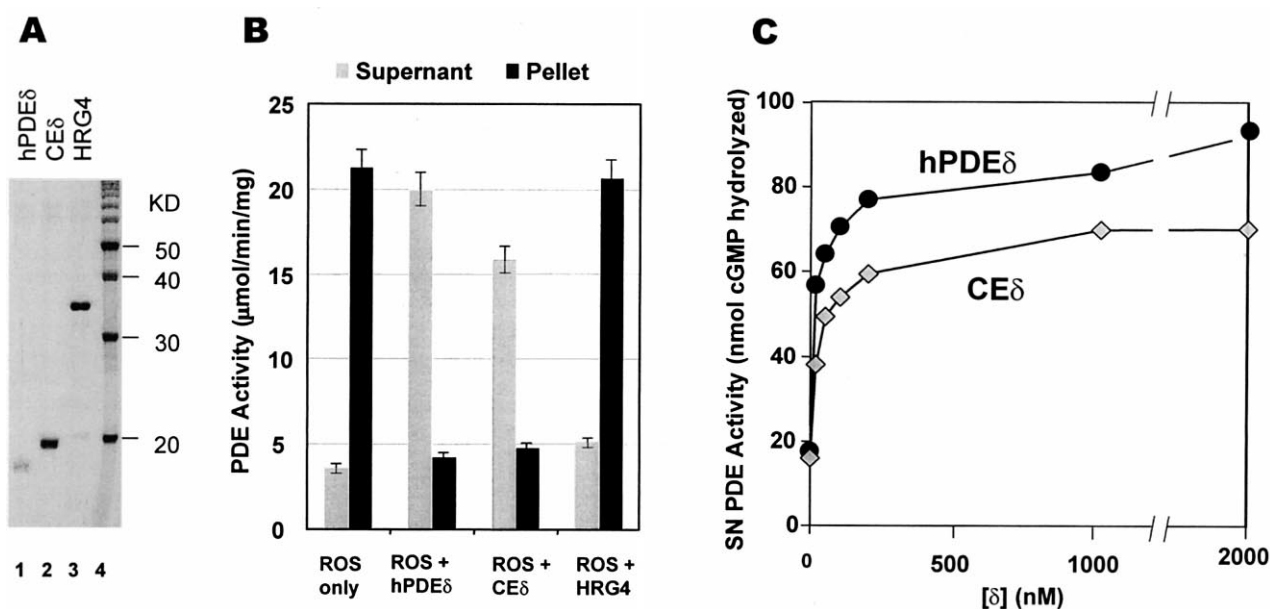 A
hPDEδ
CEδ
HRG4
KD
50
40
30
20
1 2 3 4
B
Supernant Pellet
PDE Activity (μmol/min/mg)
25
20
15
10
5
0
ROS only
ROS + hPDEδ
ROS + CEδ
ROS + HRG4
C
SN PDE Activity (nmol cGMP hydrolyzed)
100
80
60
40
20
0
hPDEδ
CEδ
0 500 1000 2000
[δ] (nM)